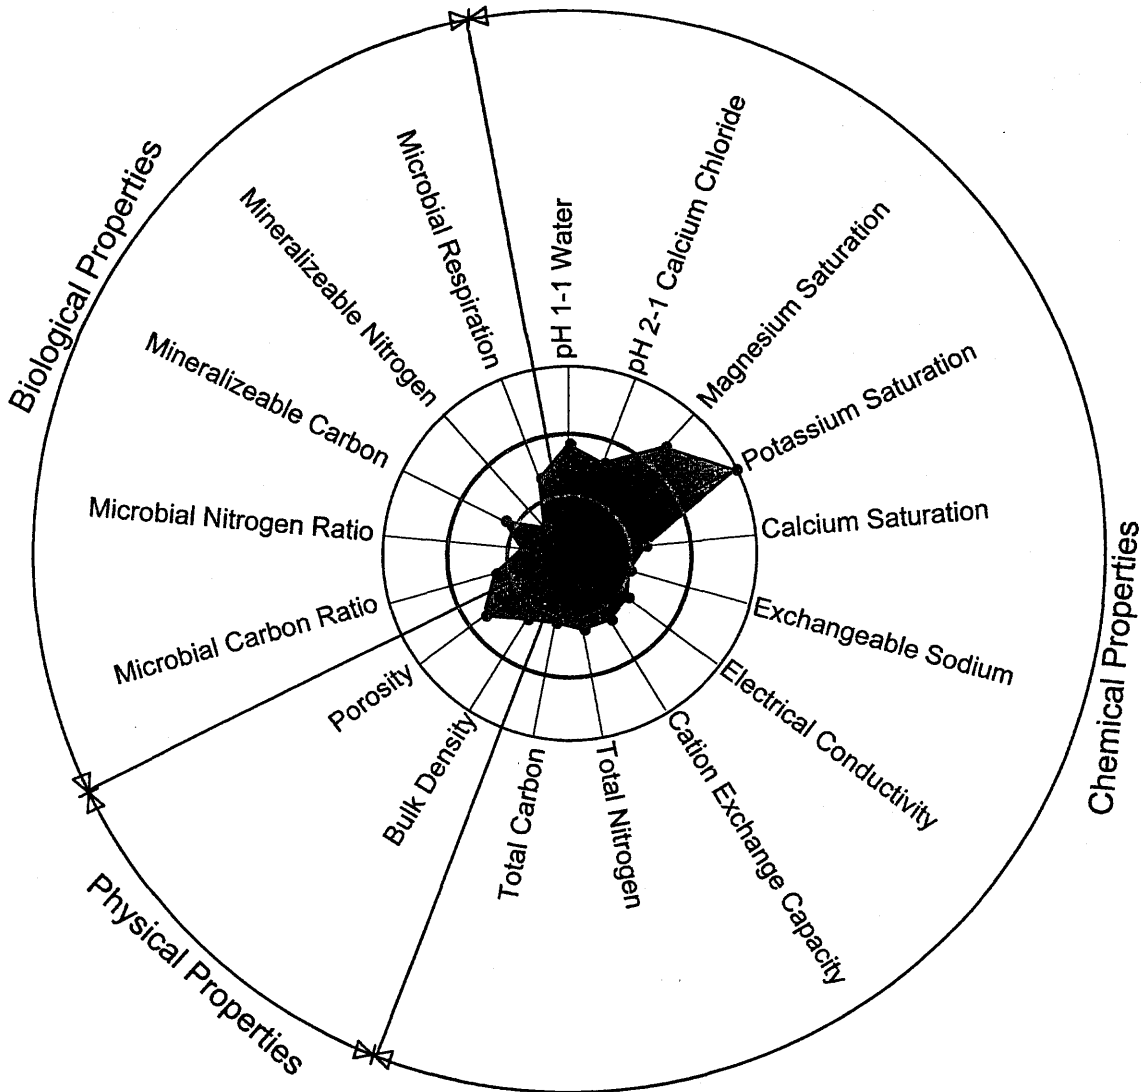 Biological Properties
Chemical Properties
Physical Properties
pH 1-1 Water
pH 2-1 Calcium Chloride
Magnesium Saturation
Potassium Saturation
Calcium Saturation
Exchangeable Sodium
Electrical Conductivity
Cation Exchange Capacity
Total Nitrogen
Total Carbon
Bulk Density
Porosity
Microbial Carbon Ratio
Microbial Nitrogen Ratio
Mineralizeable Carbon
Mineralizeable Nitrogen
Microbial Respiration